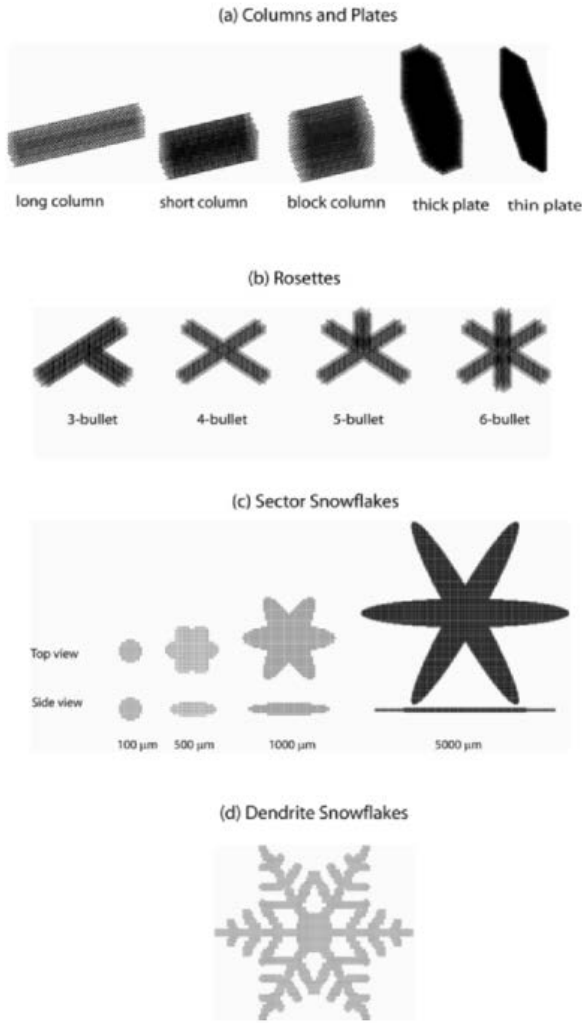 (a) Columns and Plates
long column short column block column thick plate thin plate
(b) Rosettes
3-bullet 4-bullet 5-bullet 6-bullet
(c) Sector Snowflakes
Top view
Side view
100 μm 500 μm 1000 μm 5000 μm
(d) Dendrite Snowflakes